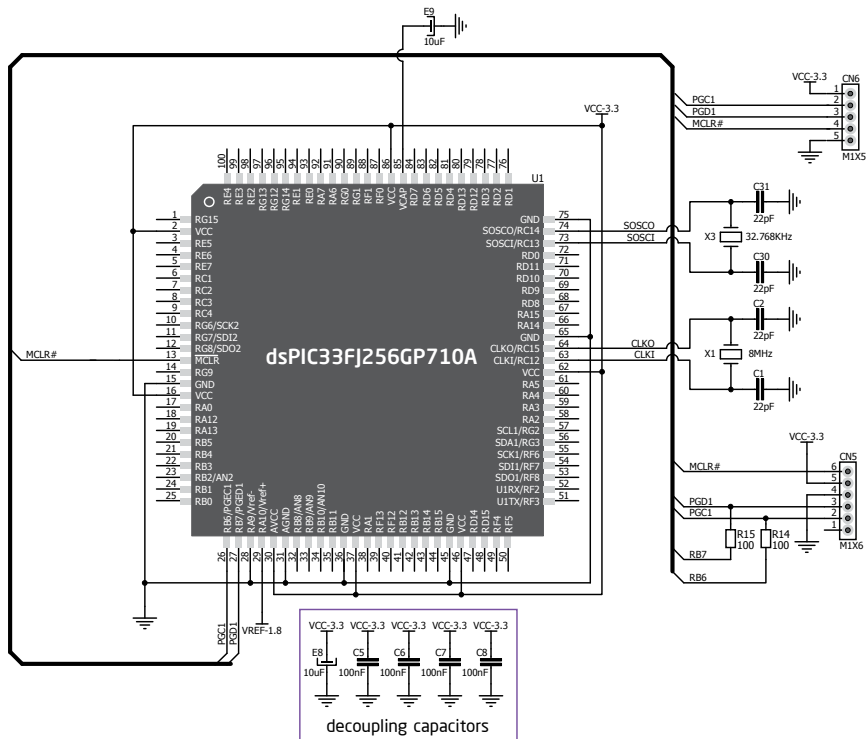 E9
10uF
VCC-3.3
CN6
VCC-3.3
1
PGC1
2
PGD1
3
MCLR#
4
5
M1X5
100 99 98 97 96 95 94 93 92 91 90 89 88 87 86 85 84 83 82 81 80 79 78 77 76
RE4 RE3 RE2 RG13 RG12 RG14 RE1 RE0 RA7 RA6 RG0 RG1 RF1 RF0 VCC VCAP RD7 RD6 RD5 RD4 RD13 RD12 RD3 RD2 RD1
U1
1 RG15
2 VCC
3 RE5
4 RE6
5 RE7
6 RC1
7 RC2
8 RC3
9 RC4
10 RG6/SCK2
11 RG7/SDI2
12 RG8/SDO2
MCLR# 13 MCLR
14 RG9
15 GND
16 VCC
17 RA0
18 RA12
19 RA13
20 RB5
21 RB4
22 RB3
23 RB2/AN2
24 RB1
25 RB0
dsPIC33FJ256GP710A
GND 75
SOSCO/RC14 74 SOSCO
SOSCI/RC13 73 SOSCI
RD0 72
RD11 71
RD10 70
RD9 69
RD8 68
RA15 67
RA14 66
GND 65
CLKO/RC15 64 CLKO
CLKI/RC12 63 CLKI
VCC 62
RA5 61
RA4 60
RA3 59
RA2 58
SCL1/RG2 57
SDA1/RG3 56
SCK1/RF6 55
SDI1/RF7 54
SDO1/RF8 53
U1RX/RF2 52
U1TX/RF3 51
C31
22pF
X3 32.768KHz
C30
22pF
C2
22pF
X1 8MHz
C1
22pF
RB6/PGEC1 RB7/PGED1 RA9/Vref- RA10/Vref+ AVCC AGND RB8/AN8 RB9/AN9 RB10/AN10 RB11 GND VCC RA1 RF13 RF12 RB12 RB13 RB14 RB15 GND VCC RD14 RD15 RF4 RF5
26 27 28 29 30 31 32 33 34 35 36 37 38 39 40 41 42 43 44 45 46 47 48 49 50
VCC-3.3
CN5
MCLR#
6
5
4
PGD1
3
PGC1
2
1
M1X6
R15
100
R14
100
RB7
RB6
PGC1
PGD1
VREF-1.8
VCC-3.3 VCC-3.3 VCC-3.3 VCC-3.3 VCC-3.3
E8 C5 C6 C7 C8
10uF 100nF 100nF 100nF 100nF
decoupling capacitors